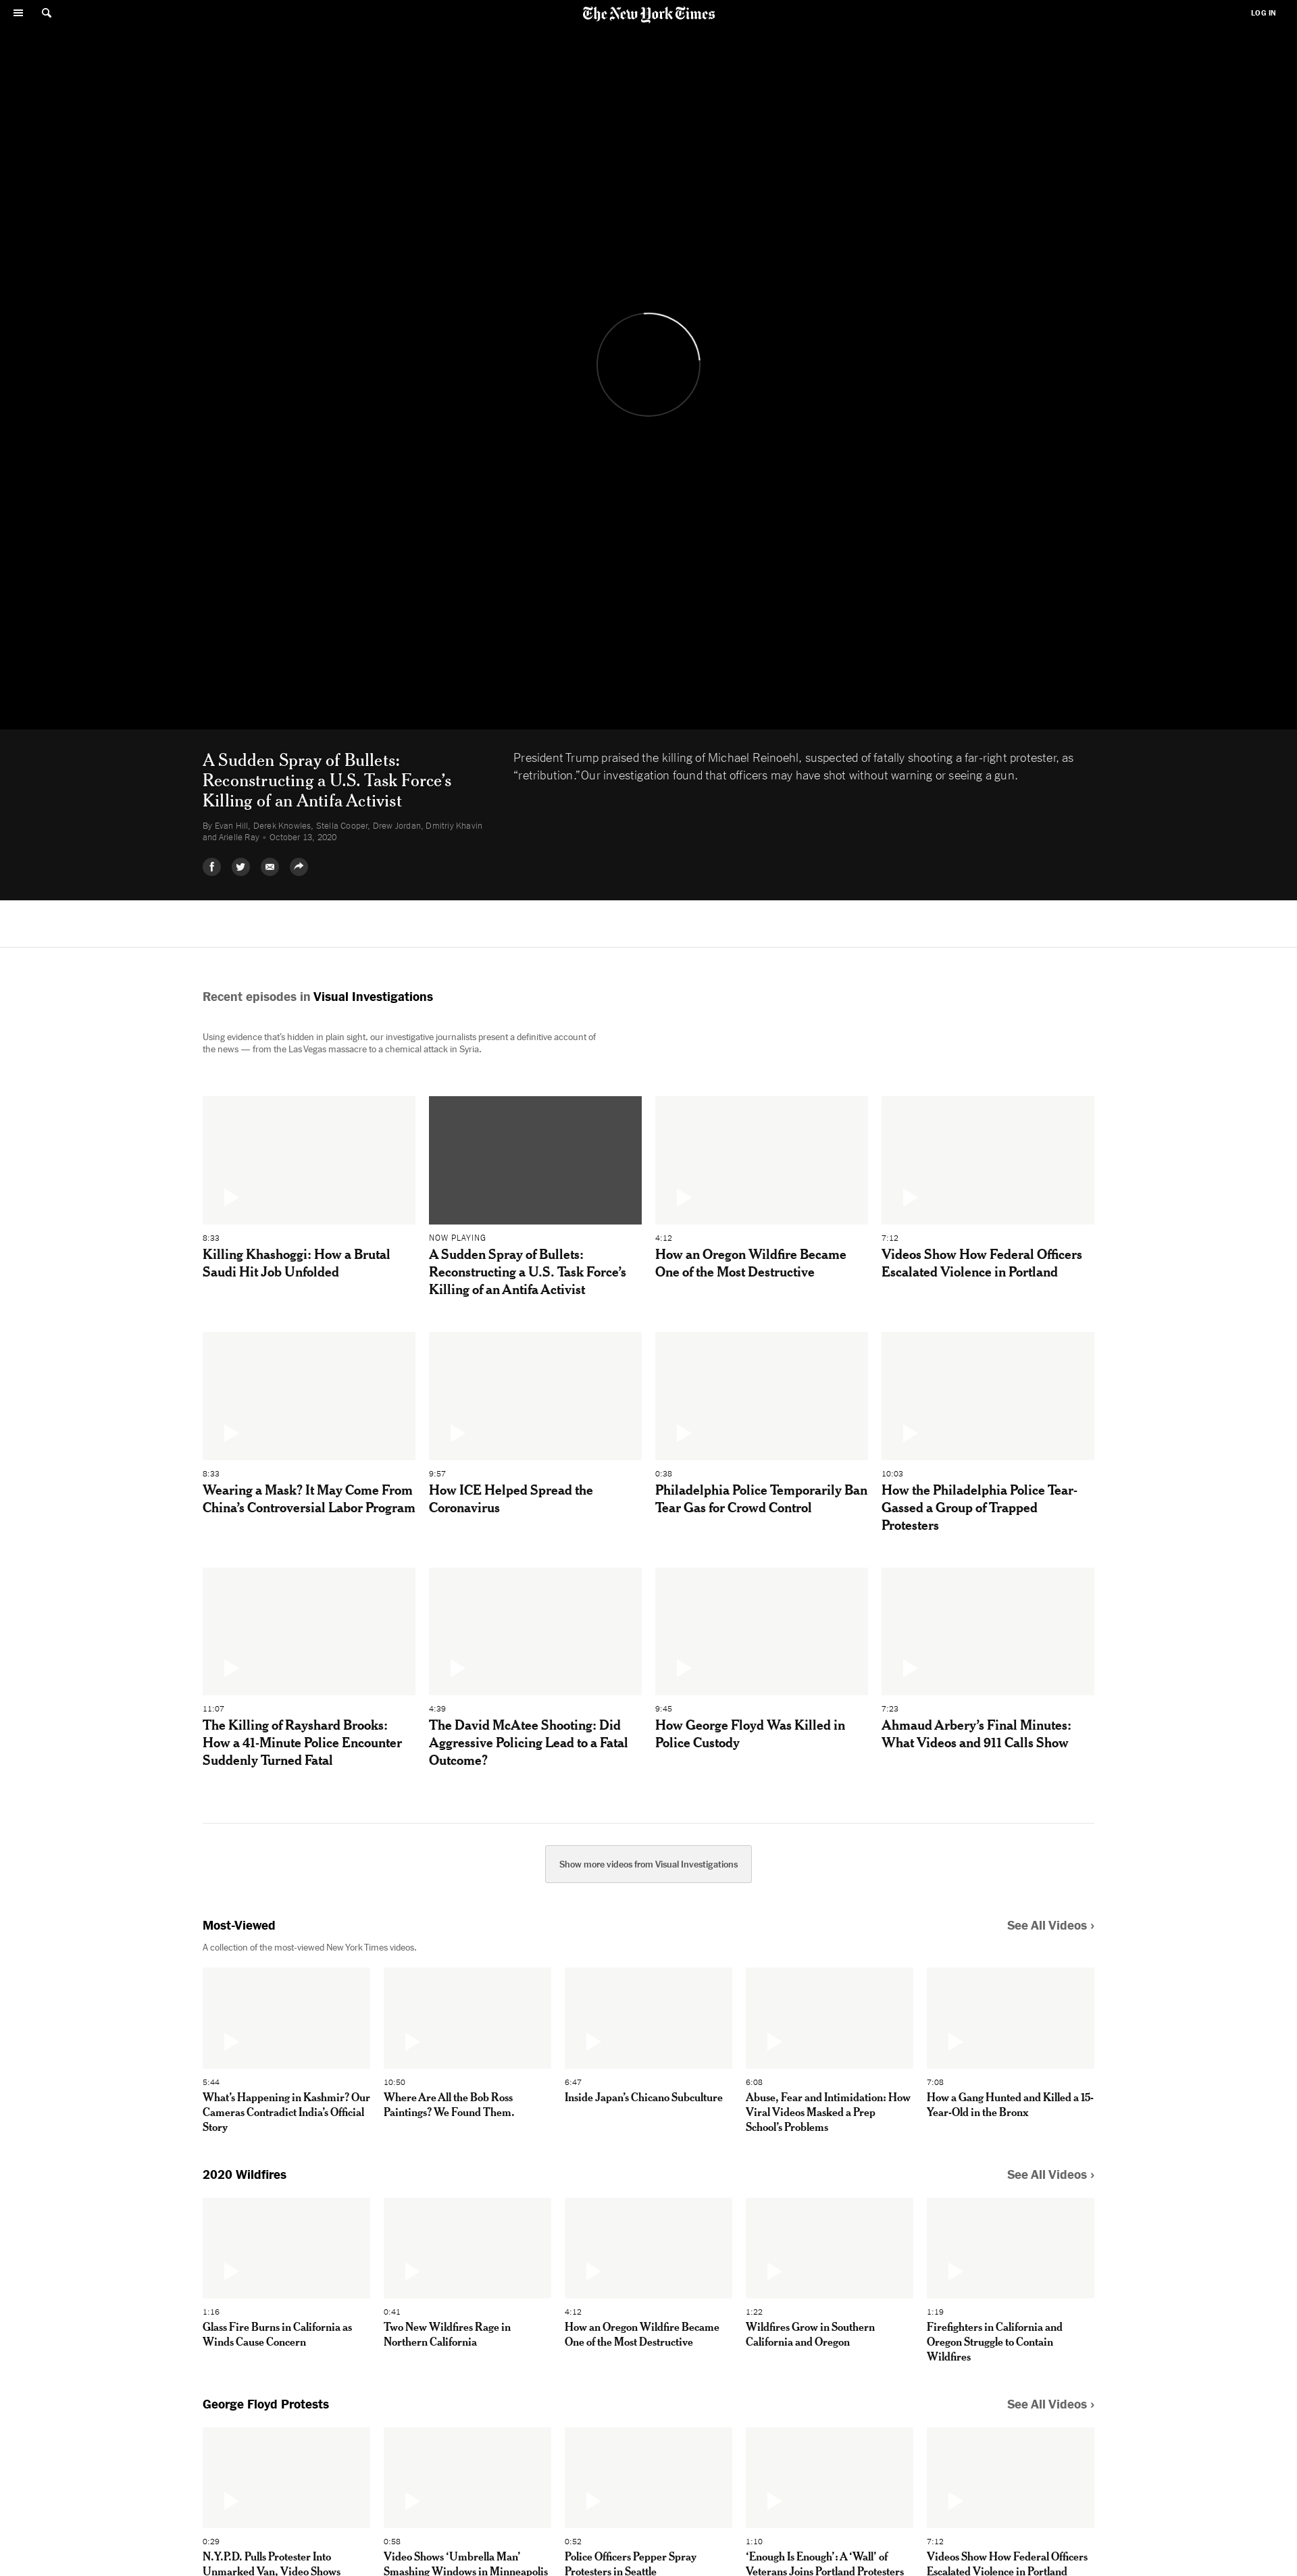 The New York Times
LOG IN
A Sudden Spray of Bullets:
Reconstructing a U.S. Task Force’s
Killing of an Antifa Activist
By Evan Hill, Derek Knowles, Stella Cooper, Drew Jordan, Dmitriy Khavin
and Arielle Ray • October 13, 2020
President Trump praised the killing of Michael Reinoehl, suspected of fatally shooting a far-right protester, as
“retribution.”Our investigation found that officers may have shot without warning or seeing a gun.
Recent episodes in Visual Investigations
Using evidence that’s hidden in plain sight, our investigative journalists present a definitive account of
the news — from the Las Vegas massacre to a chemical attack in Syria.
8:33
Killing Khashoggi: How a Brutal
Saudi Hit Job Unfolded
NOW PLAYING
A Sudden Spray of Bullets:
Reconstructing a U.S. Task Force’s
Killing of an Antifa Activist
4:12
How an Oregon Wildfire Became
One of the Most Destructive
7:12
Videos Show How Federal Officers
Escalated Violence in Portland
8:33
Wearing a Mask? It May Come From
China’s Controversial Labor Program
9:57
How ICE Helped Spread the
Coronavirus
0:38
Philadelphia Police Temporarily Ban
Tear Gas for Crowd Control
10:03
How the Philadelphia Police Tear-
Gassed a Group of Trapped
Protesters
11:07
The Killing of Rayshard Brooks:
How a 41-Minute Police Encounter
Suddenly Turned Fatal
4:39
The David McAtee Shooting: Did
Aggressive Policing Lead to a Fatal
Outcome?
9:45
How George Floyd Was Killed in
Police Custody
7:23
Ahmaud Arbery’s Final Minutes:
What Videos and 911 Calls Show
Show more videos from Visual Investigations
Most-Viewed
See All Videos ›
A collection of the most-viewed New York Times videos.
5:44
What’s Happening in Kashmir? Our
Cameras Contradict India’s Official
Story
10:50
Where Are All the Bob Ross
Paintings? We Found Them.
6:47
Inside Japan’s Chicano Subculture
6:08
Abuse, Fear and Intimidation: How
Viral Videos Masked a Prep
School’s Problems
7:08
How a Gang Hunted and Killed a 15-
Year-Old in the Bronx
2020 Wildfires
See All Videos ›
1:16
Glass Fire Burns in California as
Winds Cause Concern
0:41
Two New Wildfires Rage in
Northern California
4:12
How an Oregon Wildfire Became
One of the Most Destructive
1:22
Wildfires Grow in Southern
California and Oregon
1:19
Firefighters in California and
Oregon Struggle to Contain
Wildfires
George Floyd Protests
See All Videos ›
0:29
N.Y.P.D. Pulls Protester Into
Unmarked Van, Video Shows
0:58
Video Shows ‘Umbrella Man’
Smashing Windows in Minneapolis
0:52
Police Officers Pepper Spray
Protesters in Seattle
1:10
‘Enough Is Enough’: A ‘Wall’ of
Veterans Joins Portland Protesters
7:12
Videos Show How Federal Officers
Escalated Violence in Portland